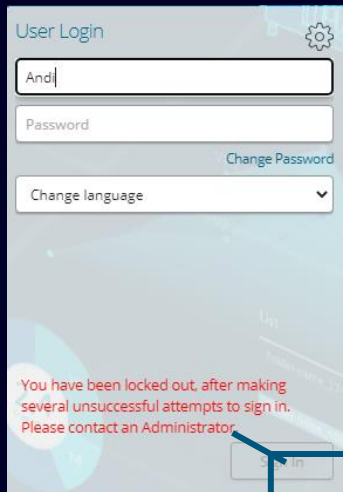 User Login
Andi
Password
Change Password
Change language
You have been locked out, after making
several unsuccessful attempts to sign in.
Please contact an Administrator.
Sign In